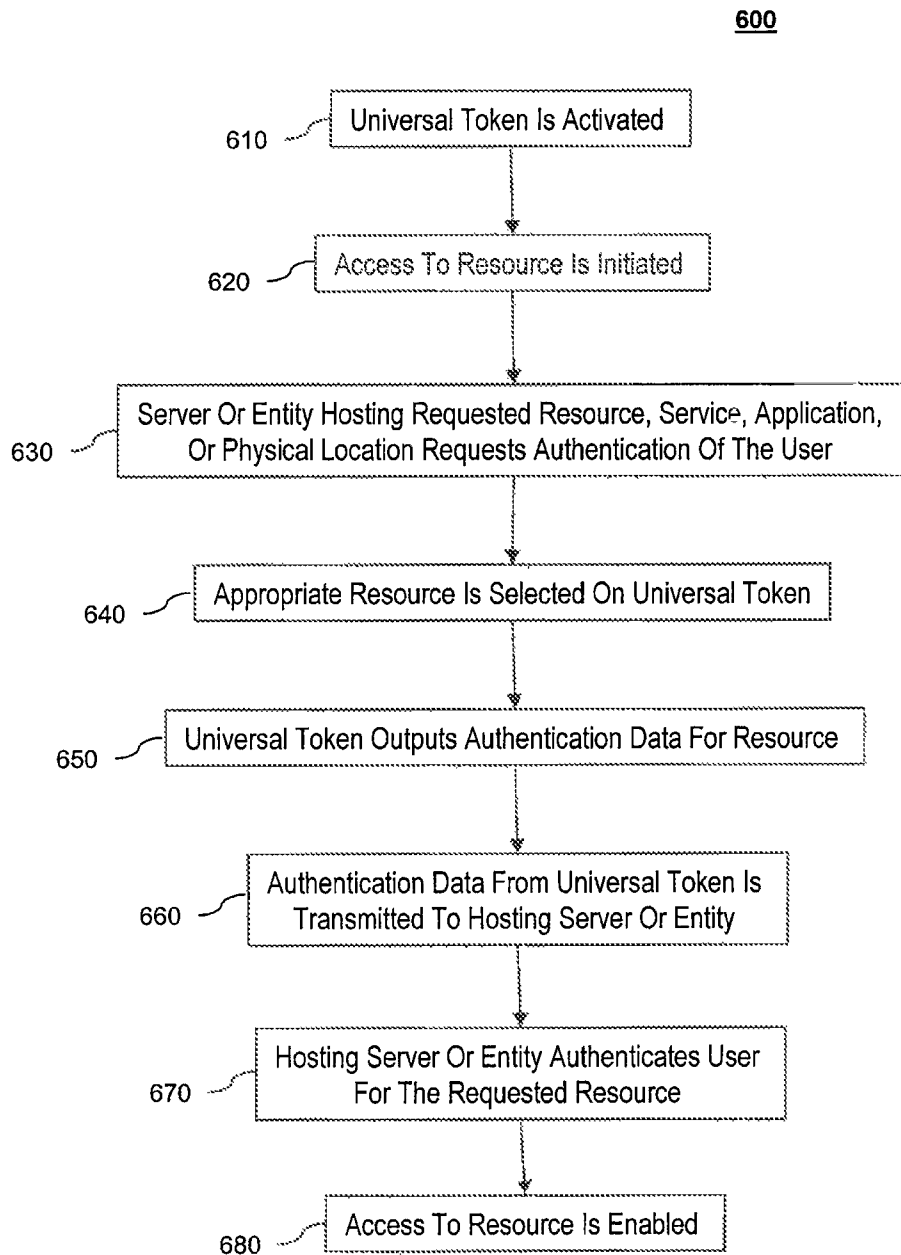 600
Universal Token Is Activated
610
Access To Resource Is Initiated
620
Server Or Entity Hosting Requested Resource, Service, Application,
Or Physical Location Requests Authentication Of The User
630
Appropriate Resource Is Selected On Universal Token
640
Universal Token Outputs Authentication Data For Resource
650
Authentication Data From Universal Token Is
Transmitted To Hosting Server Or Entity
660
Hosting Server Or Entity Authenticates User
For The Requested Resource
670
Access To Resource Is Enabled
680